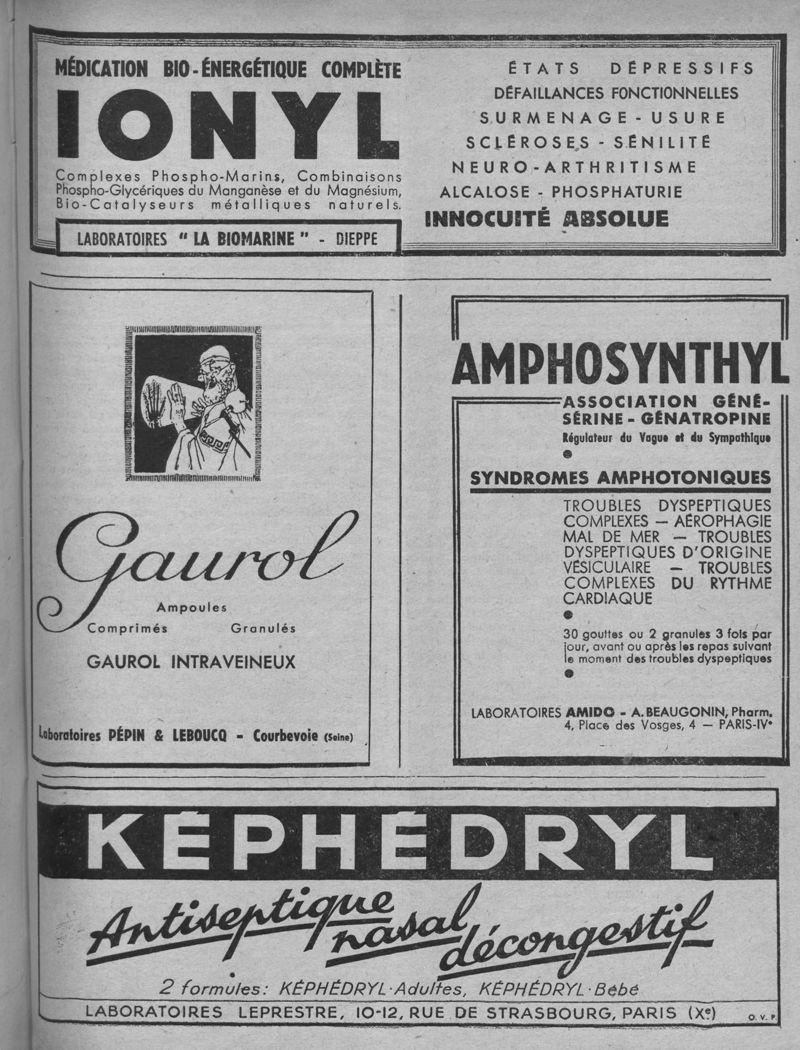 MÉDICATION BIO-ÉNERGÉTIQUE COMPLÈTE
IONYL
Complexes Phospho-Marins, Combinaisons
Phospho-Glycériques du Manganèse et du Magnésium,
Bio-Catalyseurs métalliques naturels.
LABORATOIRES " LA BIOMARINE " - DIEPPE
ÉTATS DÉPRESSIFS
DÉFAILLANCES FONCTIONNELLES
SURMENAGE - USURE
SCLÉROSES - SÉNILITÉ
NEURO-ARTHRITISME
ALCALOSE - PHOSPHATURIE
INNOCUITÉ ABSOLUE
Gaurol
Ampoules
Comprimés Granulés
GAUROL INTRAVEINEUX
Laboratoires PÉPIN & LEBOUCQ - Courbevoie (Seine)
AMPHOSYNTHYL
ASSOCIATION GÉNÉ-
SÉRINE - GÉNATROPINE
Régulateur du Vague et du Sympathique
SYNDROMES AMPHOTONIQUES
TROUBLES DYSPEPTIQUES
COMPLEXES — AÉROPHAGIE
MAL DE MER — TROUBLES
DYSPEPTIQUES D'ORIGINE
VÉSICULAIRE — TROUBLES
COMPLEXES DU RYTHME
CARDIAQUE
30 gouttes ou 2 granules 3 fois par
jour, avant ou après les repas suivant
le moment des troubles dyspeptiques
LABORATOIRES AMIDO - A. BEAUGONIN, Pharm.
4, Place des Vosges, 4 — PARIS-IVe
KÉPHÉDRYL
Antiseptique
nasal
décongestif
2 formules: KÉPHÉDRYL-Adultes, KÉPHÉDRYL-Bébé
LABORATOIRES LEPRESTRE, 10-12, RUE DE STRASBOURG, PARIS (Xe)
O. V. P.